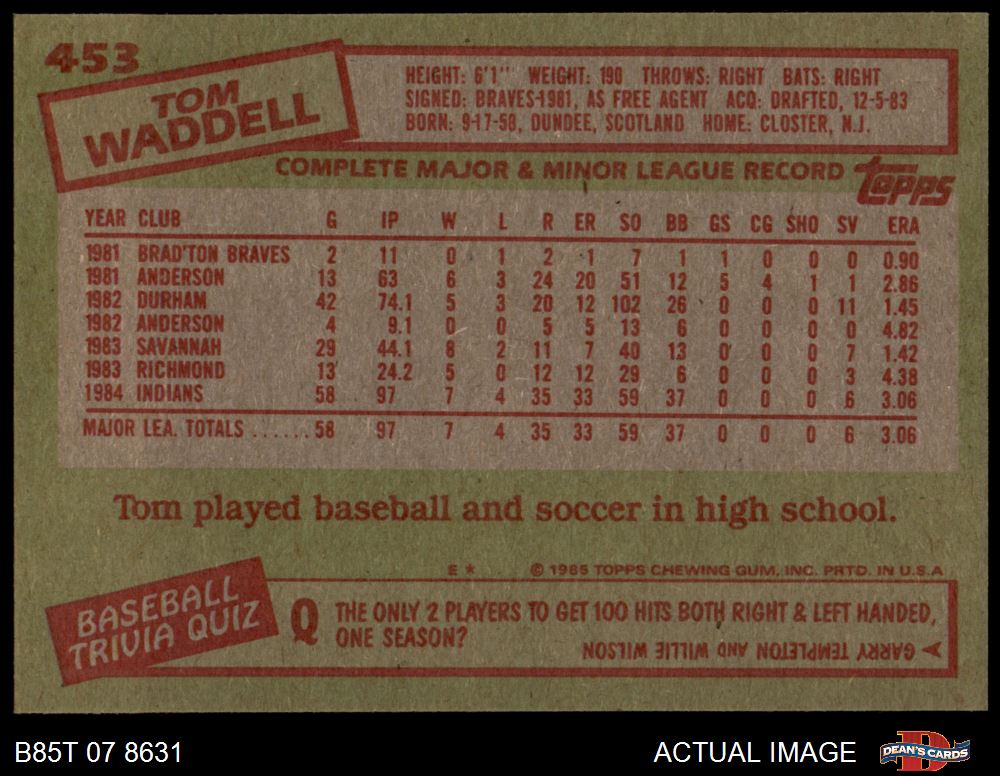 453
TOM
WADDELL
HEIGHT: 6'1" WEIGHT: 190 THROWS: RIGHT BATS: RIGHT
SIGNED: BRAVES-1981, AS FREE AGENT ACQ: DRAFTED, 12-5-83
BORN: 9-17-58, DUNDEE, SCOTLAND HOME: CLOSTER, N.J.
COMPLETE MAJOR & MINOR LEAGUE RECORD topps
YEAR CLUB G IP W L R ER SO BB GS CG SHO SV ERA
1981 BRAD'TON BRAVES 2 11 0 1 2 1 7 1 1 0 0 0 0.90
1981 ANDERSON 13 63 6 3 24 20 51 12 5 4 1 1 2.86
1982 DURHAM 42 74.1 5 3 20 12 102 26 0 0 0 11 1.45
1982 ANDERSON 4 9.1 0 0 5 5 13 6 0 0 0 0 4.82
1983 SAVANNAH 29 44.1 8 2 11 7 40 13 0 0 0 7 1.42
1983 RICHMOND 13 24.2 5 0 12 12 29 6 0 0 0 3 4.38
1984 INDIANS 58 97 7 4 35 33 59 37 0 0 0 6 3.06
MAJOR LEA. TOTALS ...... 58 97 7 4 35 33 59 37 0 0 0 6 3.06
Tom played baseball and soccer in high school.
E * © 1985 TOPPS CHEWING GUM, INC. PRTD. IN U.S.A
BASEBALL
TRIVIA QUIZ
Q THE ONLY 2 PLAYERS TO GET 100 HITS BOTH RIGHT & LEFT HANDED,
ONE SEASON?
GARRY TEMPLETON AND WILLIE WILSON
B85T 07 8631 ACTUAL IMAGE D DEAN'S CARDS